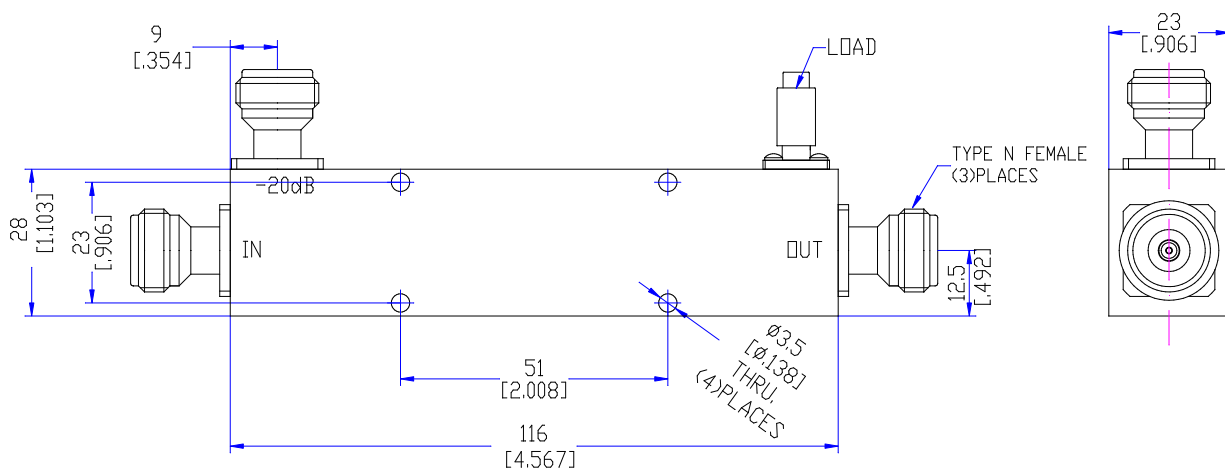 9
[.354]
LOAD
23
[.906]
TYPE N FEMALE
(3)PLACES
-20dB
28
[1.103]
23
[.906]
IN
OUT
12.5
[.492]
Ø3.5
[Ø.138]
THRU,
(4)PLACES
51
[2.008]
116
[4.567]